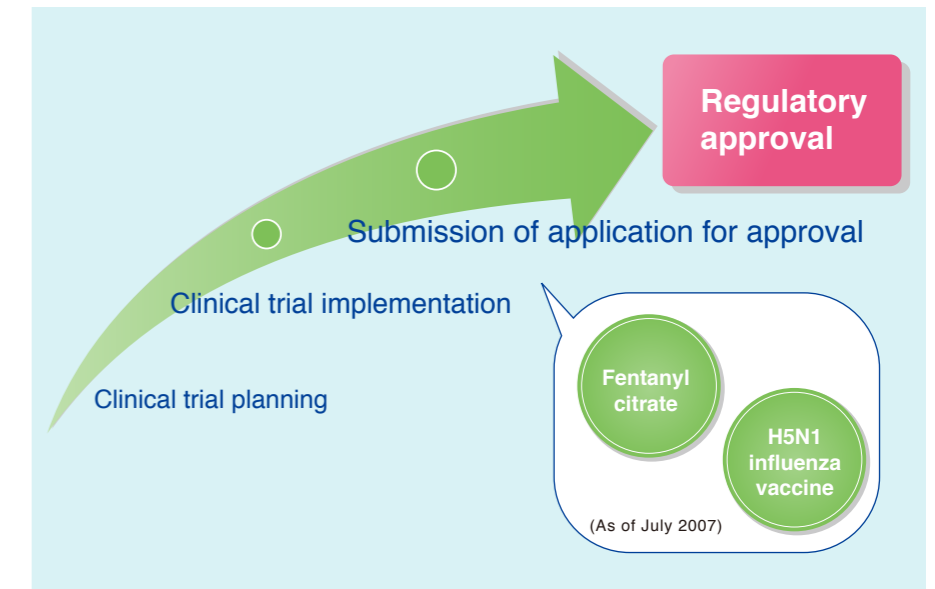 Regulatory
approval
Submission of application for approval
Clinical trial implementation
Clinical trial planning
Fentanyl
citrate
H5N1
influenza
vaccine
(As of July 2007)